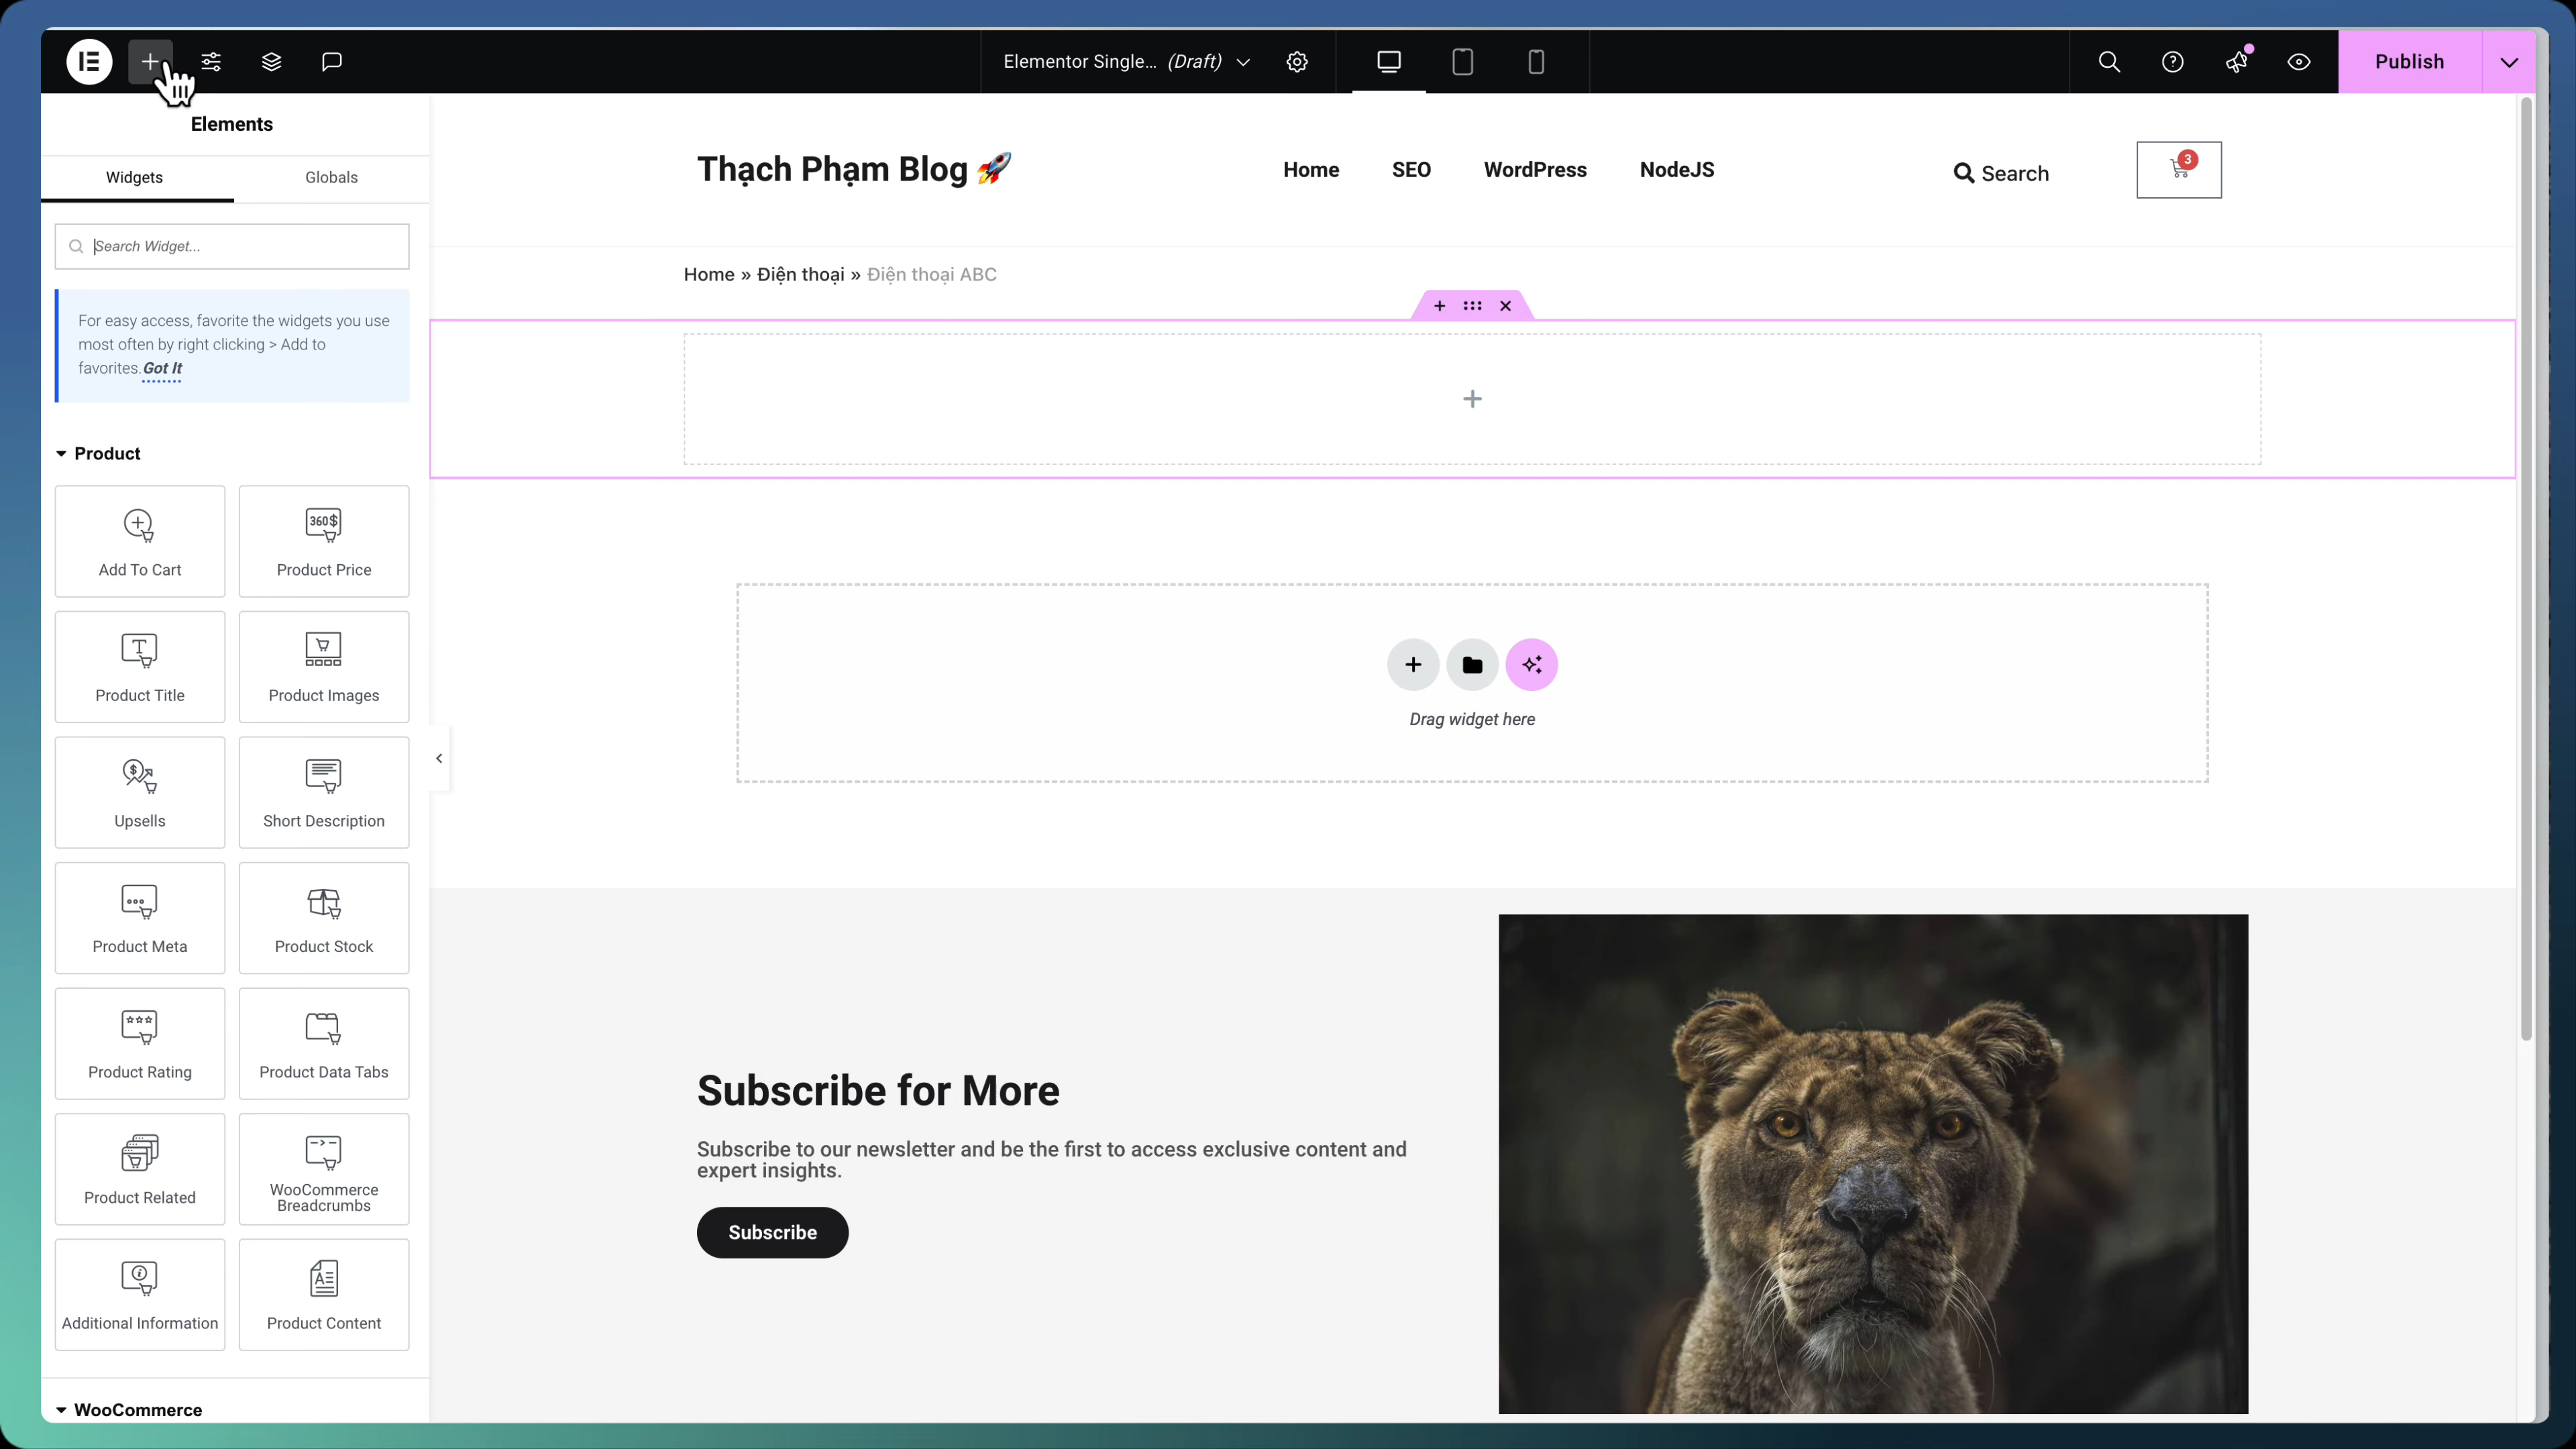 Elementor Single... (Draft)
Publish
Elements
Widgets
Globals
Search Widget...
For easy access, favorite the widgets you use
most often by right clicking > Add to
favorites. Got It
Product
Add To Cart
Product Price
360$
Product Title
Product Images
Upsells
Short Description
Product Meta
Product Stock
Product Rating
Product Data Tabs
Product Related
WooCommerce
Breadcrumbs
Additional Information
Product Content
WooCommerce
Thạch Phạm Blog 🚀
Home
SEO
WordPress
NodeJS
Search
3
Home » Điện thoại » Điện thoại ABC
Drag widget here
Subscribe for More
Subscribe to our newsletter and be the first to access exclusive content and
expert insights.
Subscribe